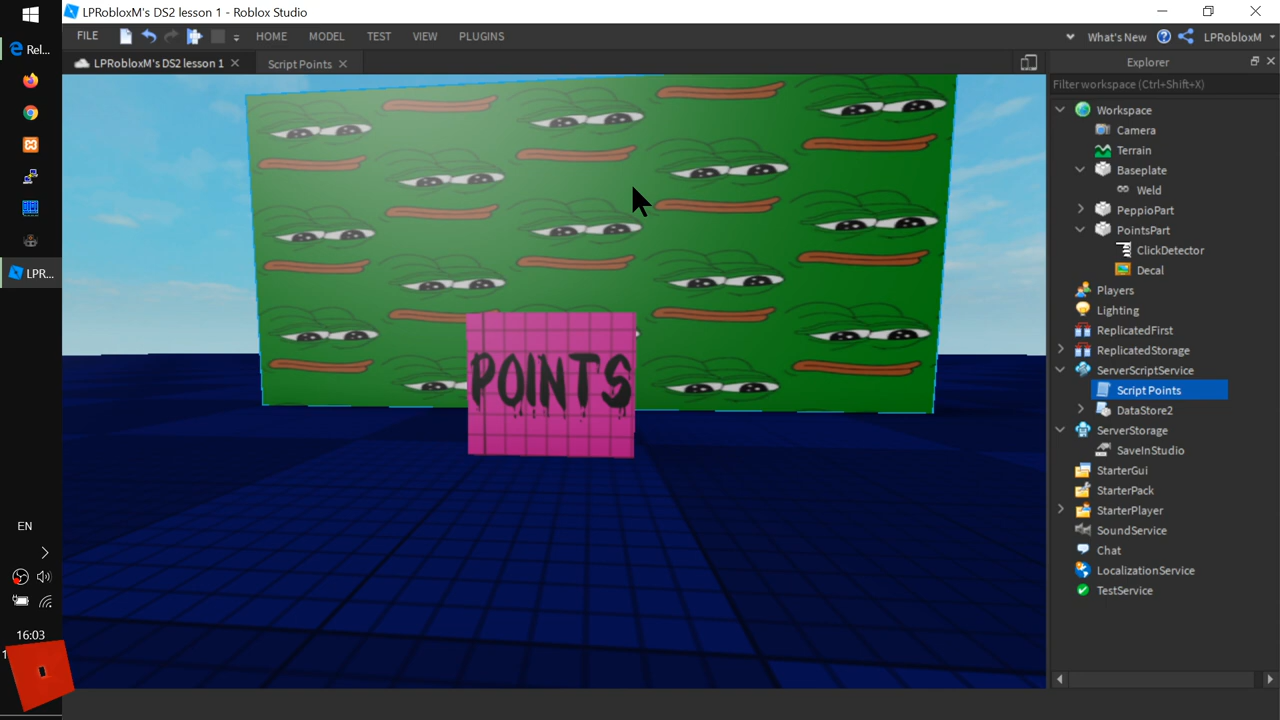 LPRobloxM's DS2 lesson 1 - Roblox Studio
FILE HOME MODEL TEST VIEW PLUGINS What's New LPRobloxM
Rel...
LPRobloxM's DS2 lesson 1 Script Points Explorer
Filter workspace (Ctrl+Shift+X)
Workspace
Camera
Terrain
Baseplate
Weld
PeppioPart
PointsPart
ClickDetector
LPR...
Decal
Players
Lighting
ReplicatedFirst
ReplicatedStorage
ServerScriptService
POINTS
Script Points
DataStore2
ServerStorage
SaveInStudio
StarterGui
StarterPack
StarterPlayer
EN
SoundService
Chat
LocalizationService
TestService
16:03